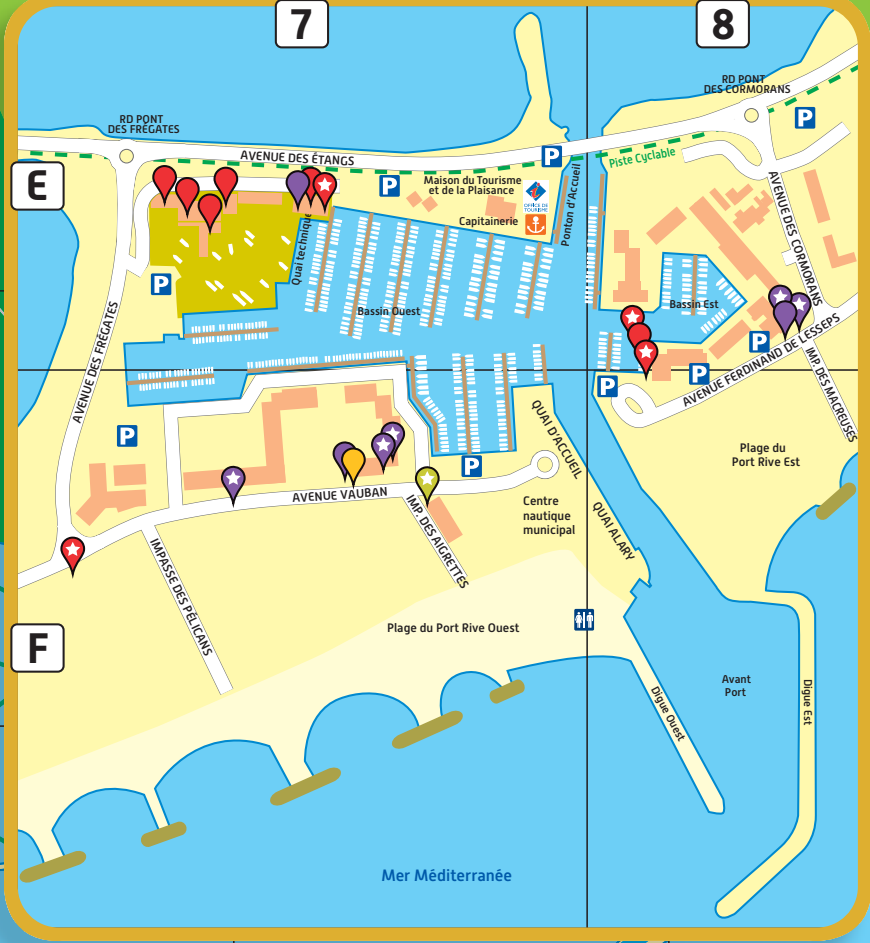 7
8
RD PONT
DES CORMORANS
P
RD PONT
DES FRÉGATES
AVENUE DES ÉTANGS
P
Piste Cyclable
E
P
Maison du Tourisme
et de la Plaisance
OFFICE DE
TOURISME
Capitainerie
Ponton d'Accueil
Quai technique
AVENUE DES CORMORANS
P
Bassin Ouest
Bassin Est
AVENUE DES FRÉGATES
P
P
P
AVENUE FERDINAND DE LESSEPS
IMP. DES MACREUSES
P
QUAI D'ACCUEIL
P
Plage du
Port Rive Est
AVENUE VAUBAN
IMP. DES AIGRETTES
Centre
nautique
municipal
QUAI ALARY
IMPASSE DES PÉLICANS
Plage du Port Rive Ouest
F
Avant
Port
Digue Ouest
Digue Est
Mer Méditerranée